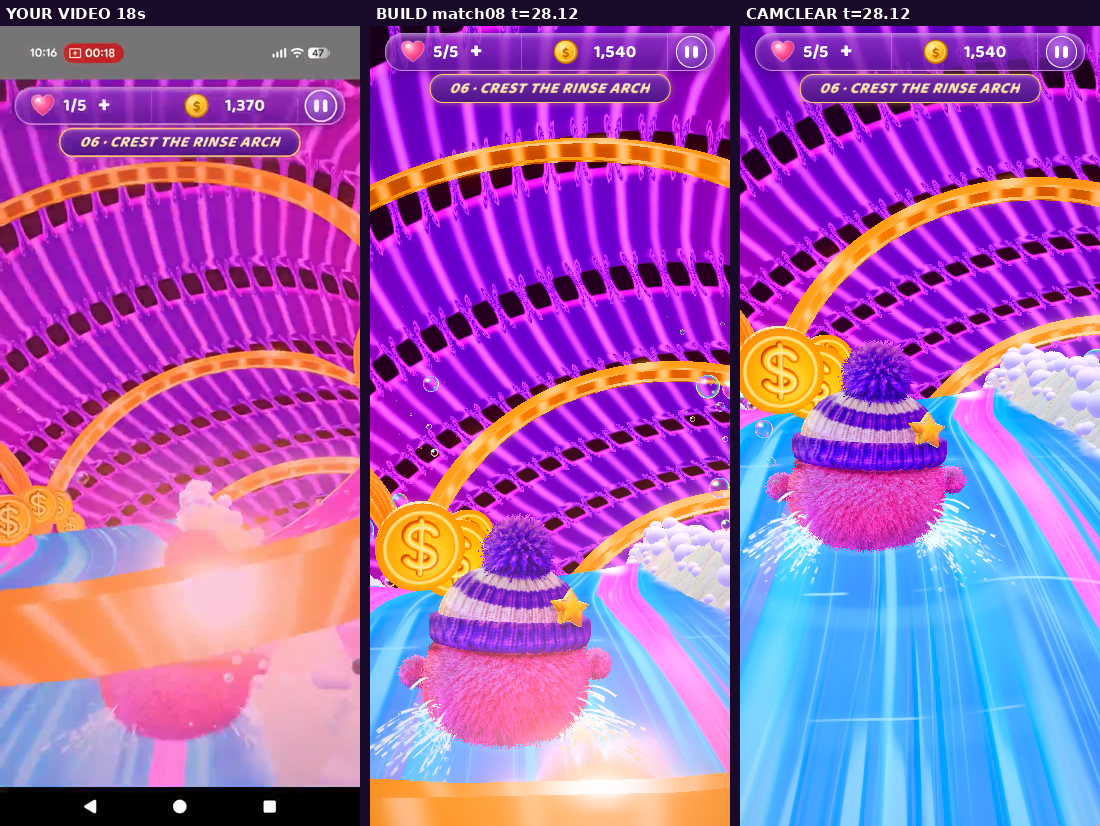 YOUR VIDEO 18s
10:16 00:18 47
1/5 + $ 1,370
06 · CREST THE RINSE ARCH
$ $
BUILD match08 t=28.12
5/5 + $ 1,540
06 · CREST THE RINSE ARCH
$
CAMCLEAR t=28.12
5/5 + $ 1,540
06 · CREST THE RINSE ARCH
$